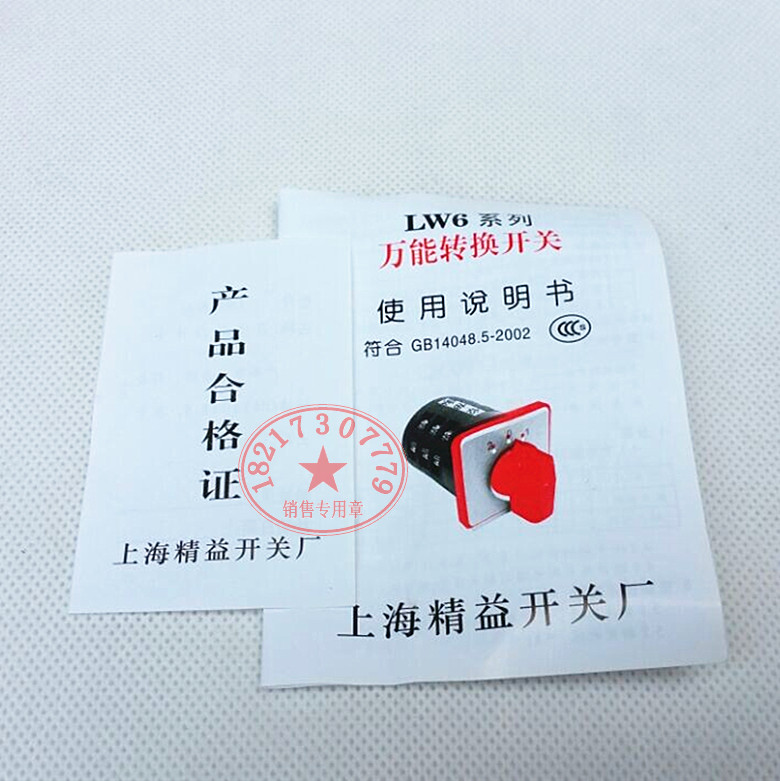 产品合格证
上海精益开关厂
LW6 系列
万能转换开关
使用说明书
符合 GB14048.5-2002
CCC S
上海精益开关厂
18217307779
销售专用章